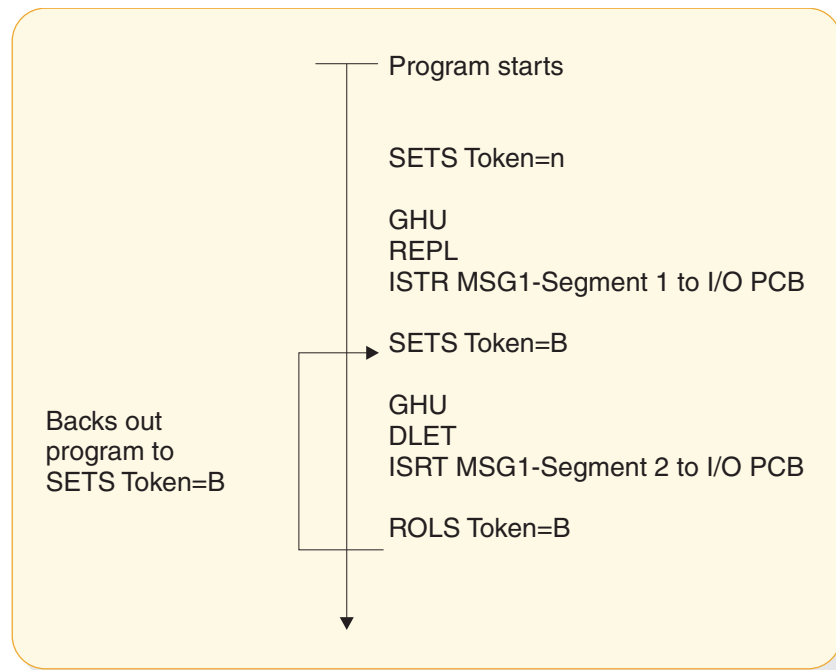 Program starts
SETS Token=n
GHU
REPL
ISTR MSG1-Segment 1 to I/O PCB
SETS Token=B
GHU
DLET
ISRT MSG1-Segment 2 to I/O PCB
ROLS Token=B
Backs out
program to
SETS Token=B